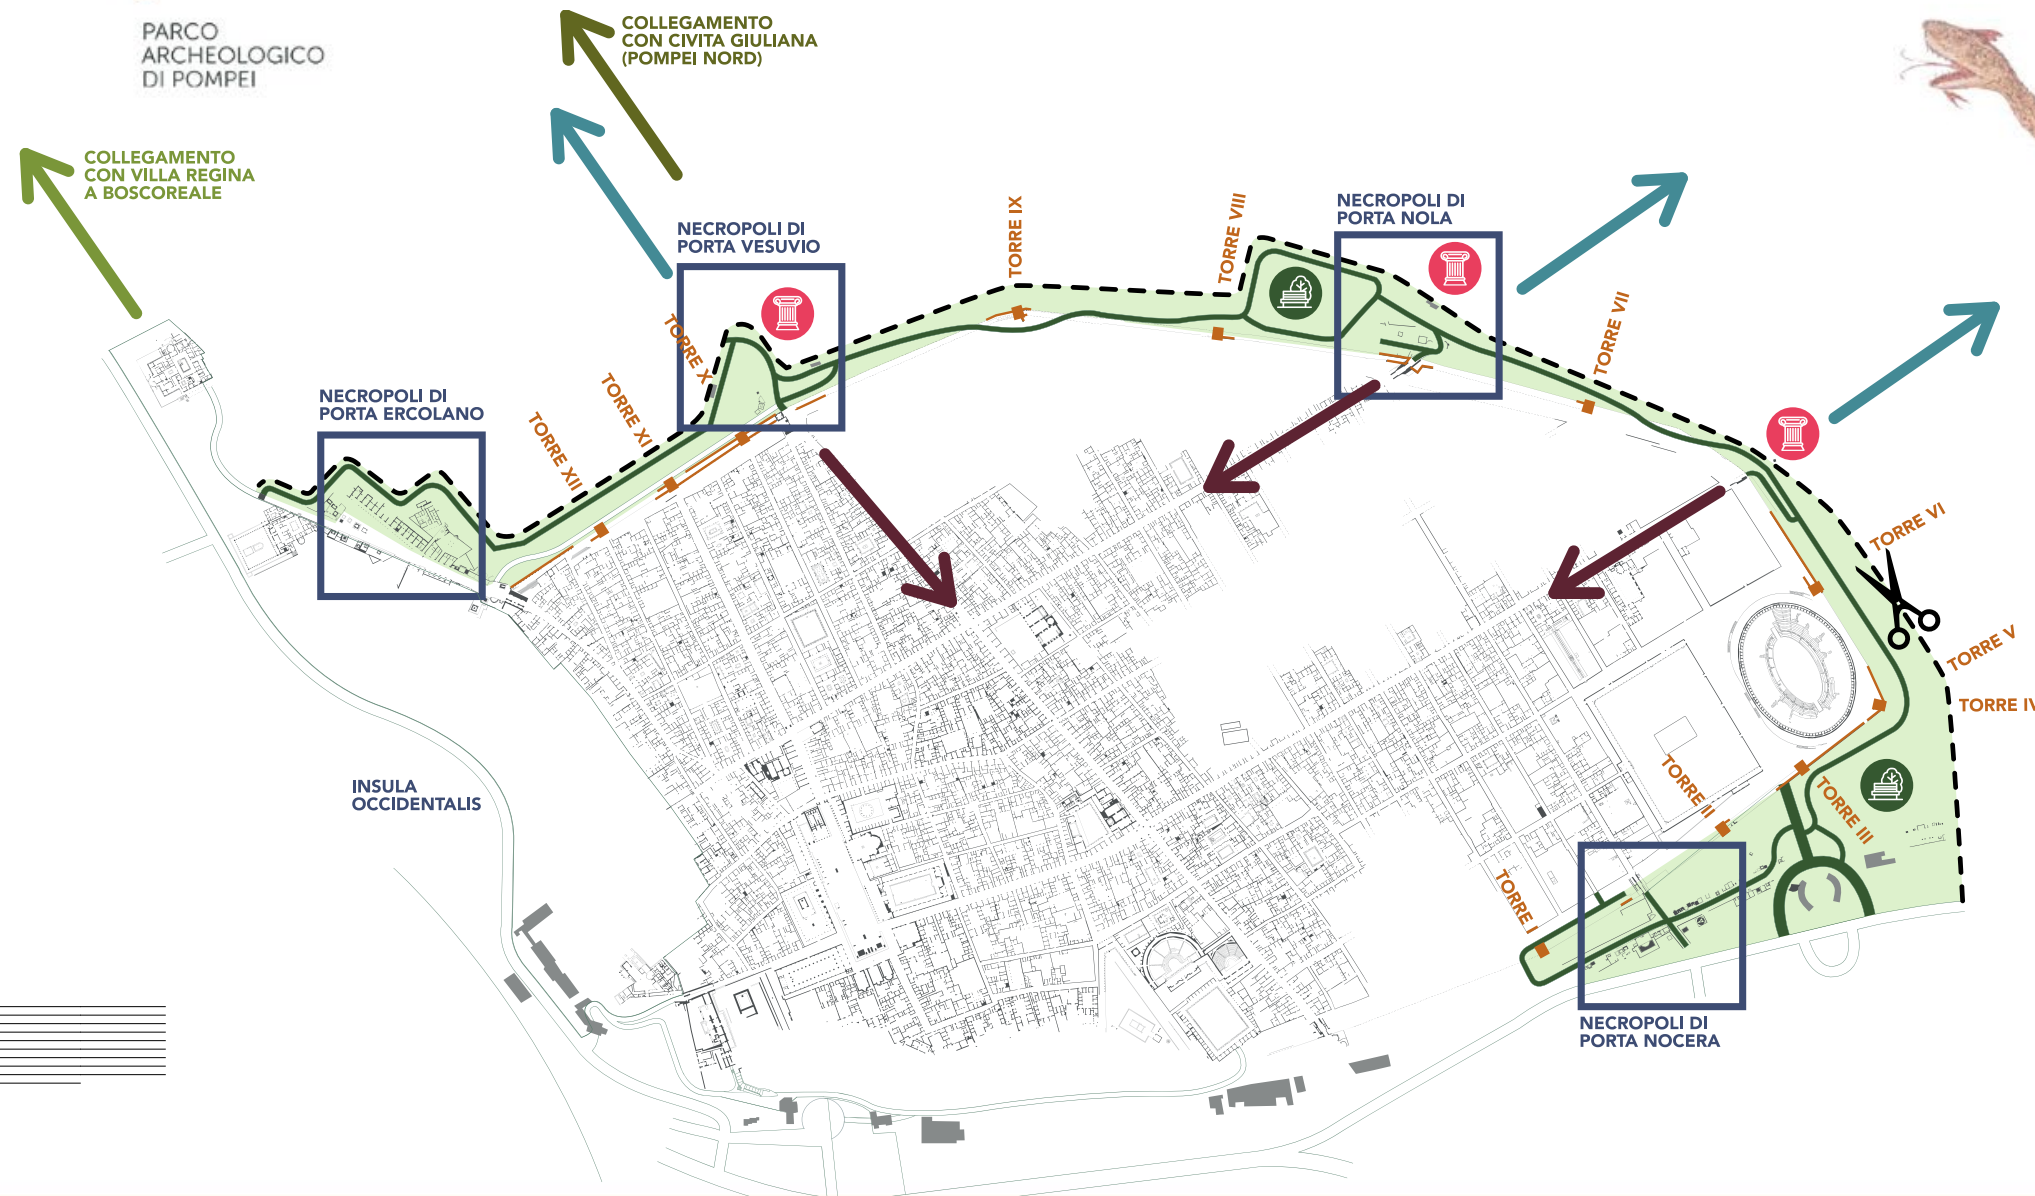 PARCO
ARCHEOLOGICO
DI POMPEI
COLLEGAMENTO
CON CIVITA GIULIANA
(POMPEI NORD)
COLLEGAMENTO
CON VILLA REGINA
A BOSCOREALE
NECROPOLI DI
PORTA VESUVIO
TORRE IX
TORRE VIII
NECROPOLI DI
PORTA NOLA
TORRE VII
TORRE X
TORRE XI
TORRE XII
NECROPOLI DI
PORTA ERCOLANO
TORRE VI
TORRE V
TORRE IV
INSULA
OCCIDENTALIS
TORRE II
TORRE III
TORRE I
NECROPOLI DI
PORTA NOCERA